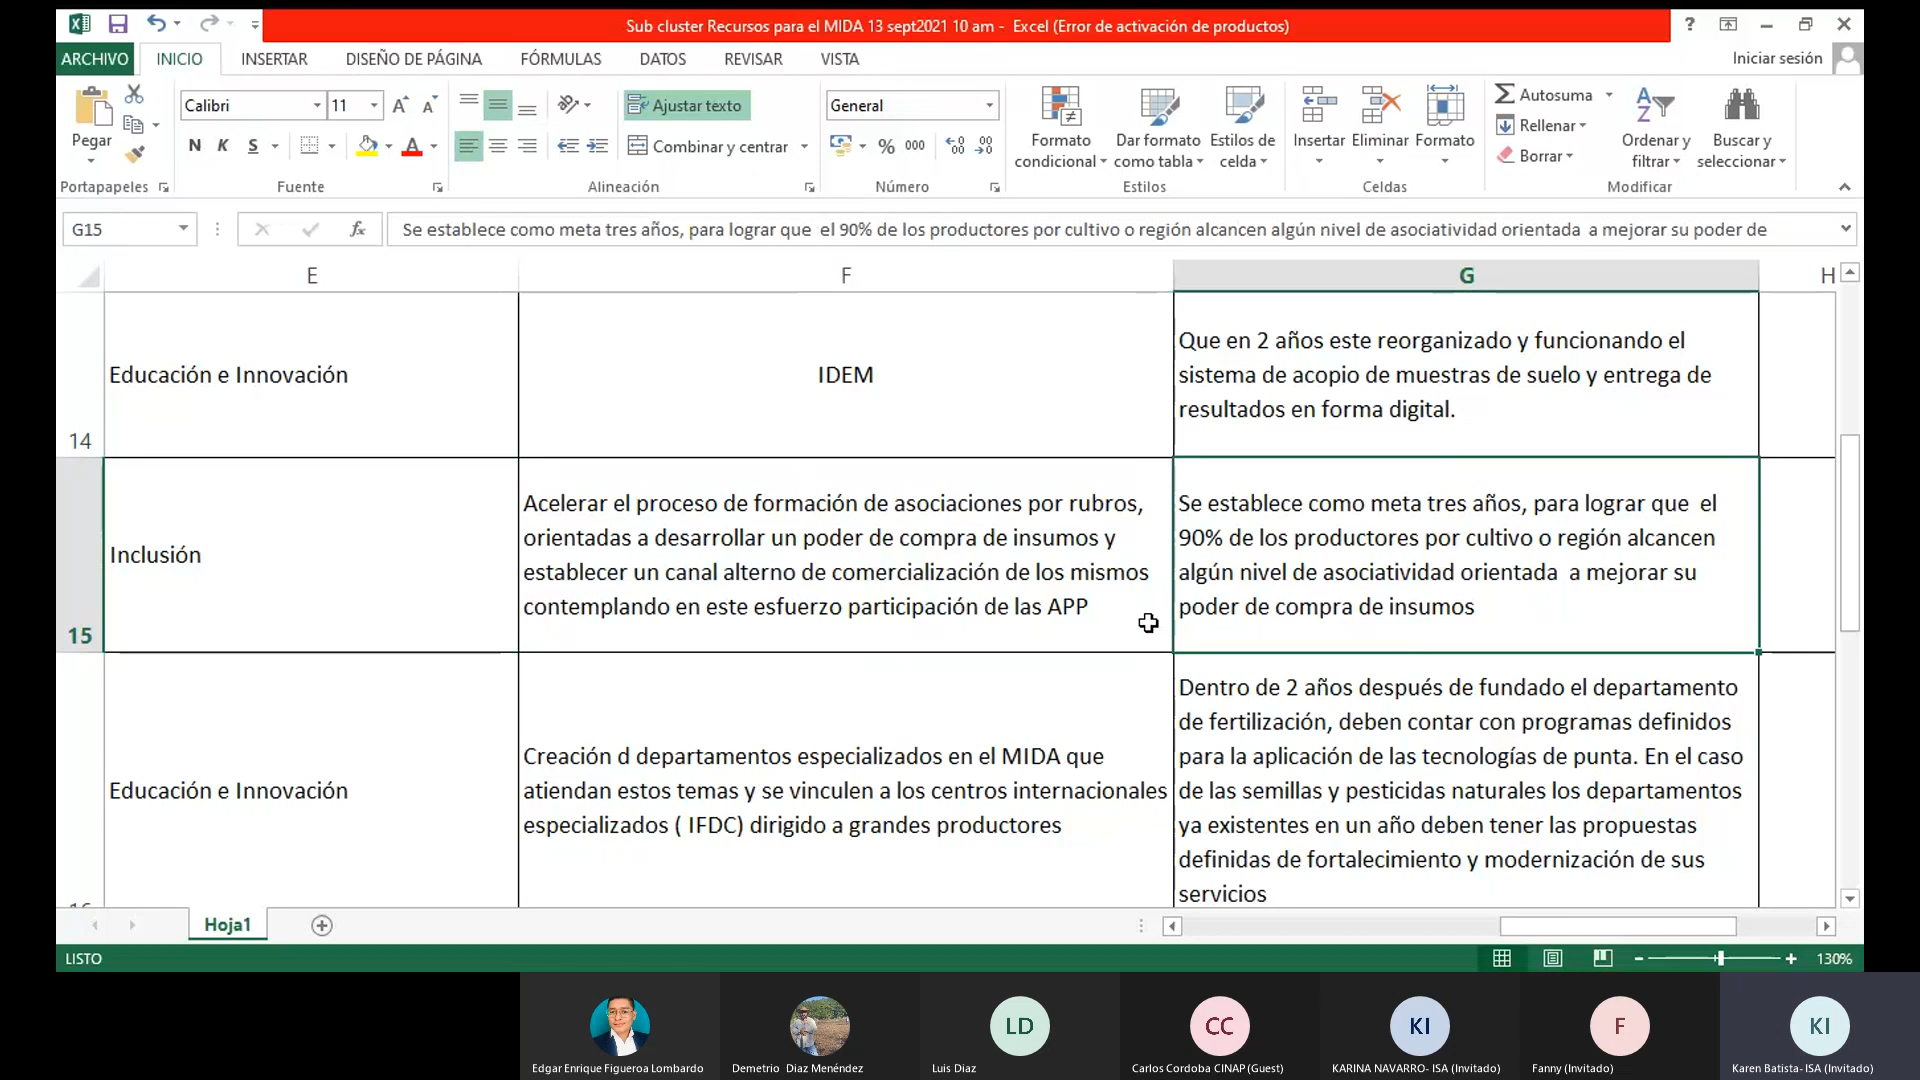 Sub cluster Recursos para el MIDA 13 sept2021 10 am - Excel (Error de activación de productos)
?
ARCHIVO INICIO INSERTAR DISEÑO DE PÁGINA FÓRMULAS DATOS REVISAR VISTA Iniciar sesión
Pegar
Portapapeles
Calibri 11
N K S
Fuente
Ajustar texto
Combinar y centrar
Alineación
General
% 000
Número
Formato condicional
Dar formato como tabla
Estilos de celda
Estilos
Insertar Eliminar Formato
Celdas
Autosuma
Rellenar
Borrar
Ordenar y filtrar
Buscar y seleccionar
Modificar
G15 fx Se establece como meta tres años, para lograr que  el 90% de los productores por cultivo o región alcancen algún nivel de asociatividad orientada  a mejorar su poder de
E F G H
14
Educación e Innovación
IDEM
Que en 2 años este reorganizado y funcionando el
sistema de acopio de muestras de suelo y entrega de
resultados en forma digital.
15
Inclusión
Acelerar el proceso de formación de asociaciones por rubros,
orientadas a desarrollar un poder de compra de insumos y
establecer un canal alterno de comercialización de los mismos
contemplando en este esfuerzo participación de las APP
Se establece como meta tres años, para lograr que  el
90% de los productores por cultivo o región alcancen
algún nivel de asociatividad orientada  a mejorar su
poder de compra de insumos
Educación e Innovación
Creación d departamentos especializados en el MIDA que
atiendan estos temas y se vinculen a los centros internacionales
especializados ( IFDC) dirigido a grandes productores
Dentro de 2 años después de fundado el departamento
de fertilización, deben contar con programas definidos
para la aplicación de las tecnologías de punta. En el caso
de las semillas y pesticidas naturales los departamentos
ya existentes en un año deben tener las propuestas
definidas de fortalecimiento y modernización de sus
servicios
Hoja1
LISTO
130%
LD CC KI F KI
Edgar Enrique Figueroa Lombardo
Demetrio Diaz Menéndez
Luis Diaz
Carlos Cordoba CINAP (Guest)
KARINA NAVARRO- ISA (Invitado)
Fanny (Invitado)
Karen Batista- ISA (Invitado)